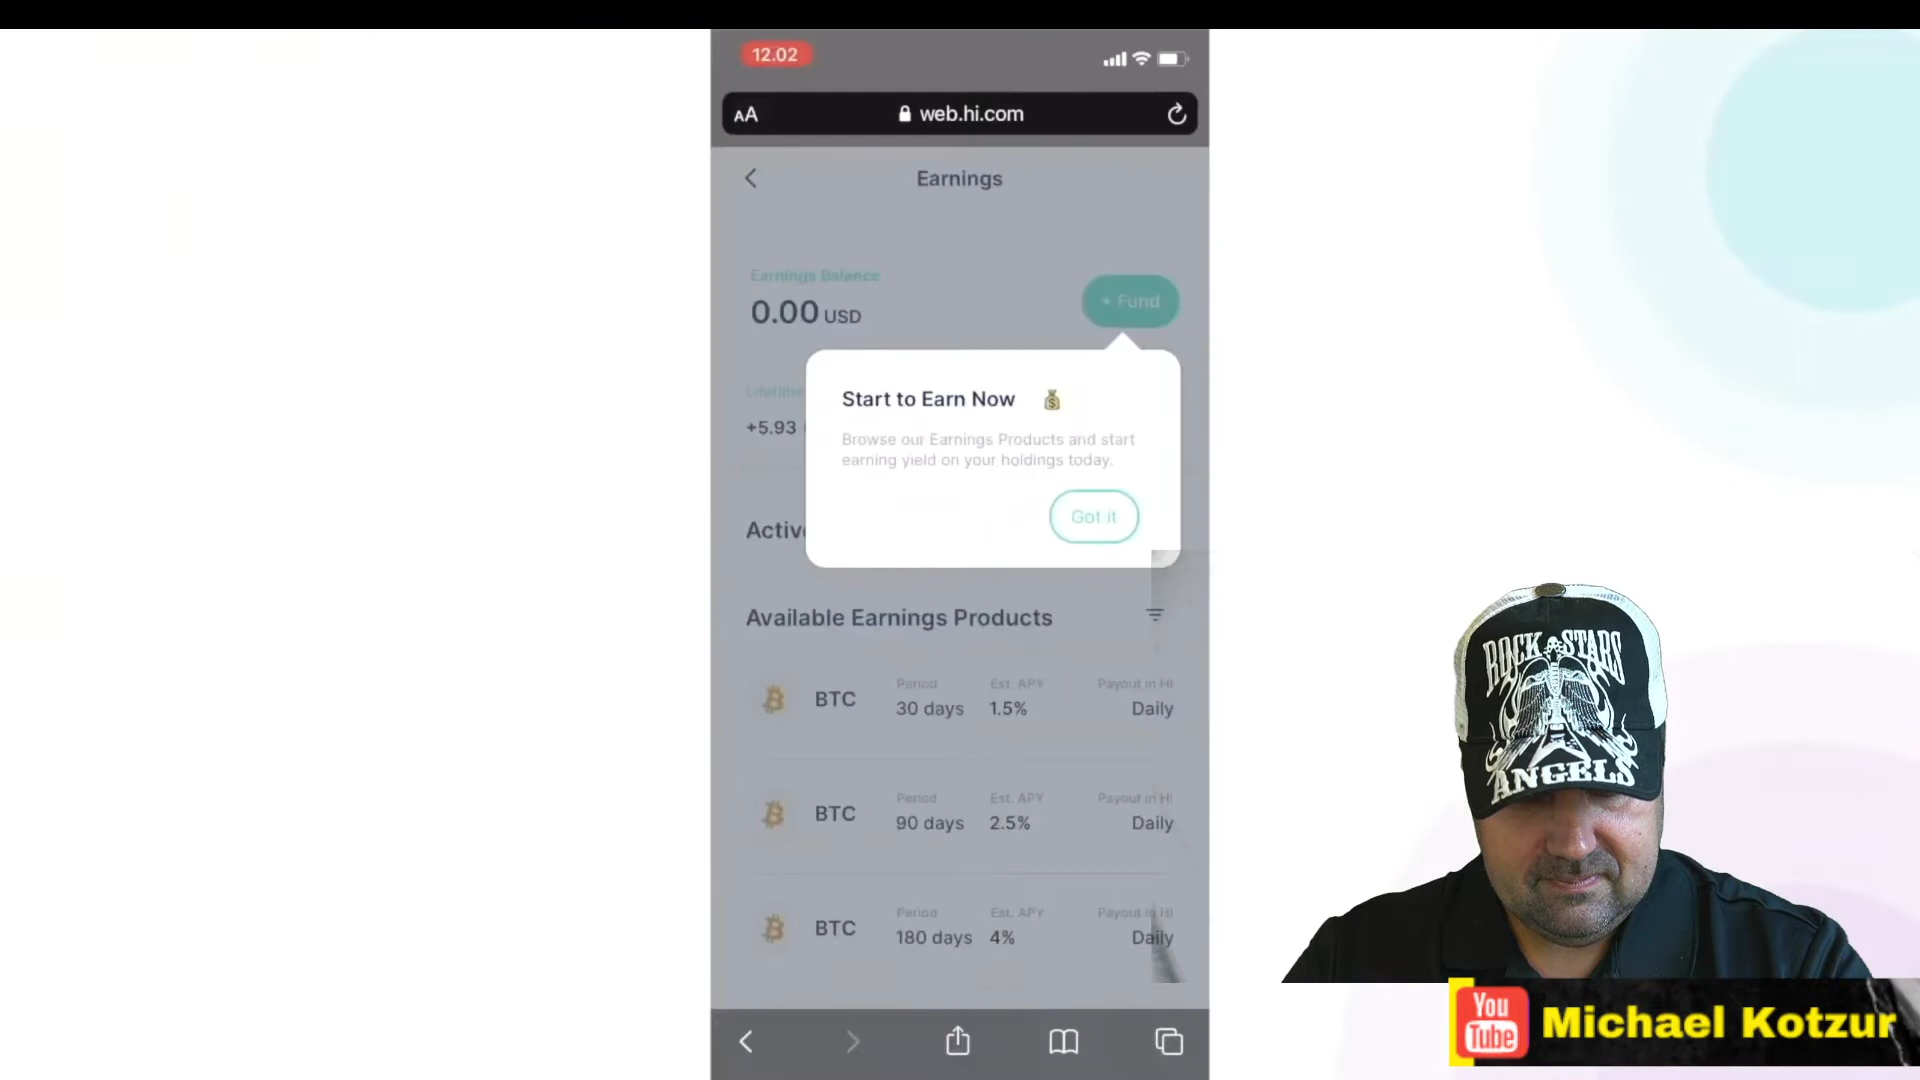 12.02
AA web.hi.com
Earnings
Earnings Balance
0.00 USD
+ Fund
Lifetime
+5.93
Start to Earn Now
Browse our Earnings Products and start
earning yield on your holdings today.
Got it
Activ
Available Earnings Products
Period Est. APY Payout in HI
BTC 30 days 1.5% Daily
Period Est. APY Payout in HI
BTC 90 days 2.5% Daily
Period Est. APY Payout in HI
BTC 180 days 4% Daily
ROCK STARS
ANGELS
You
Tube
Michael Kotzur